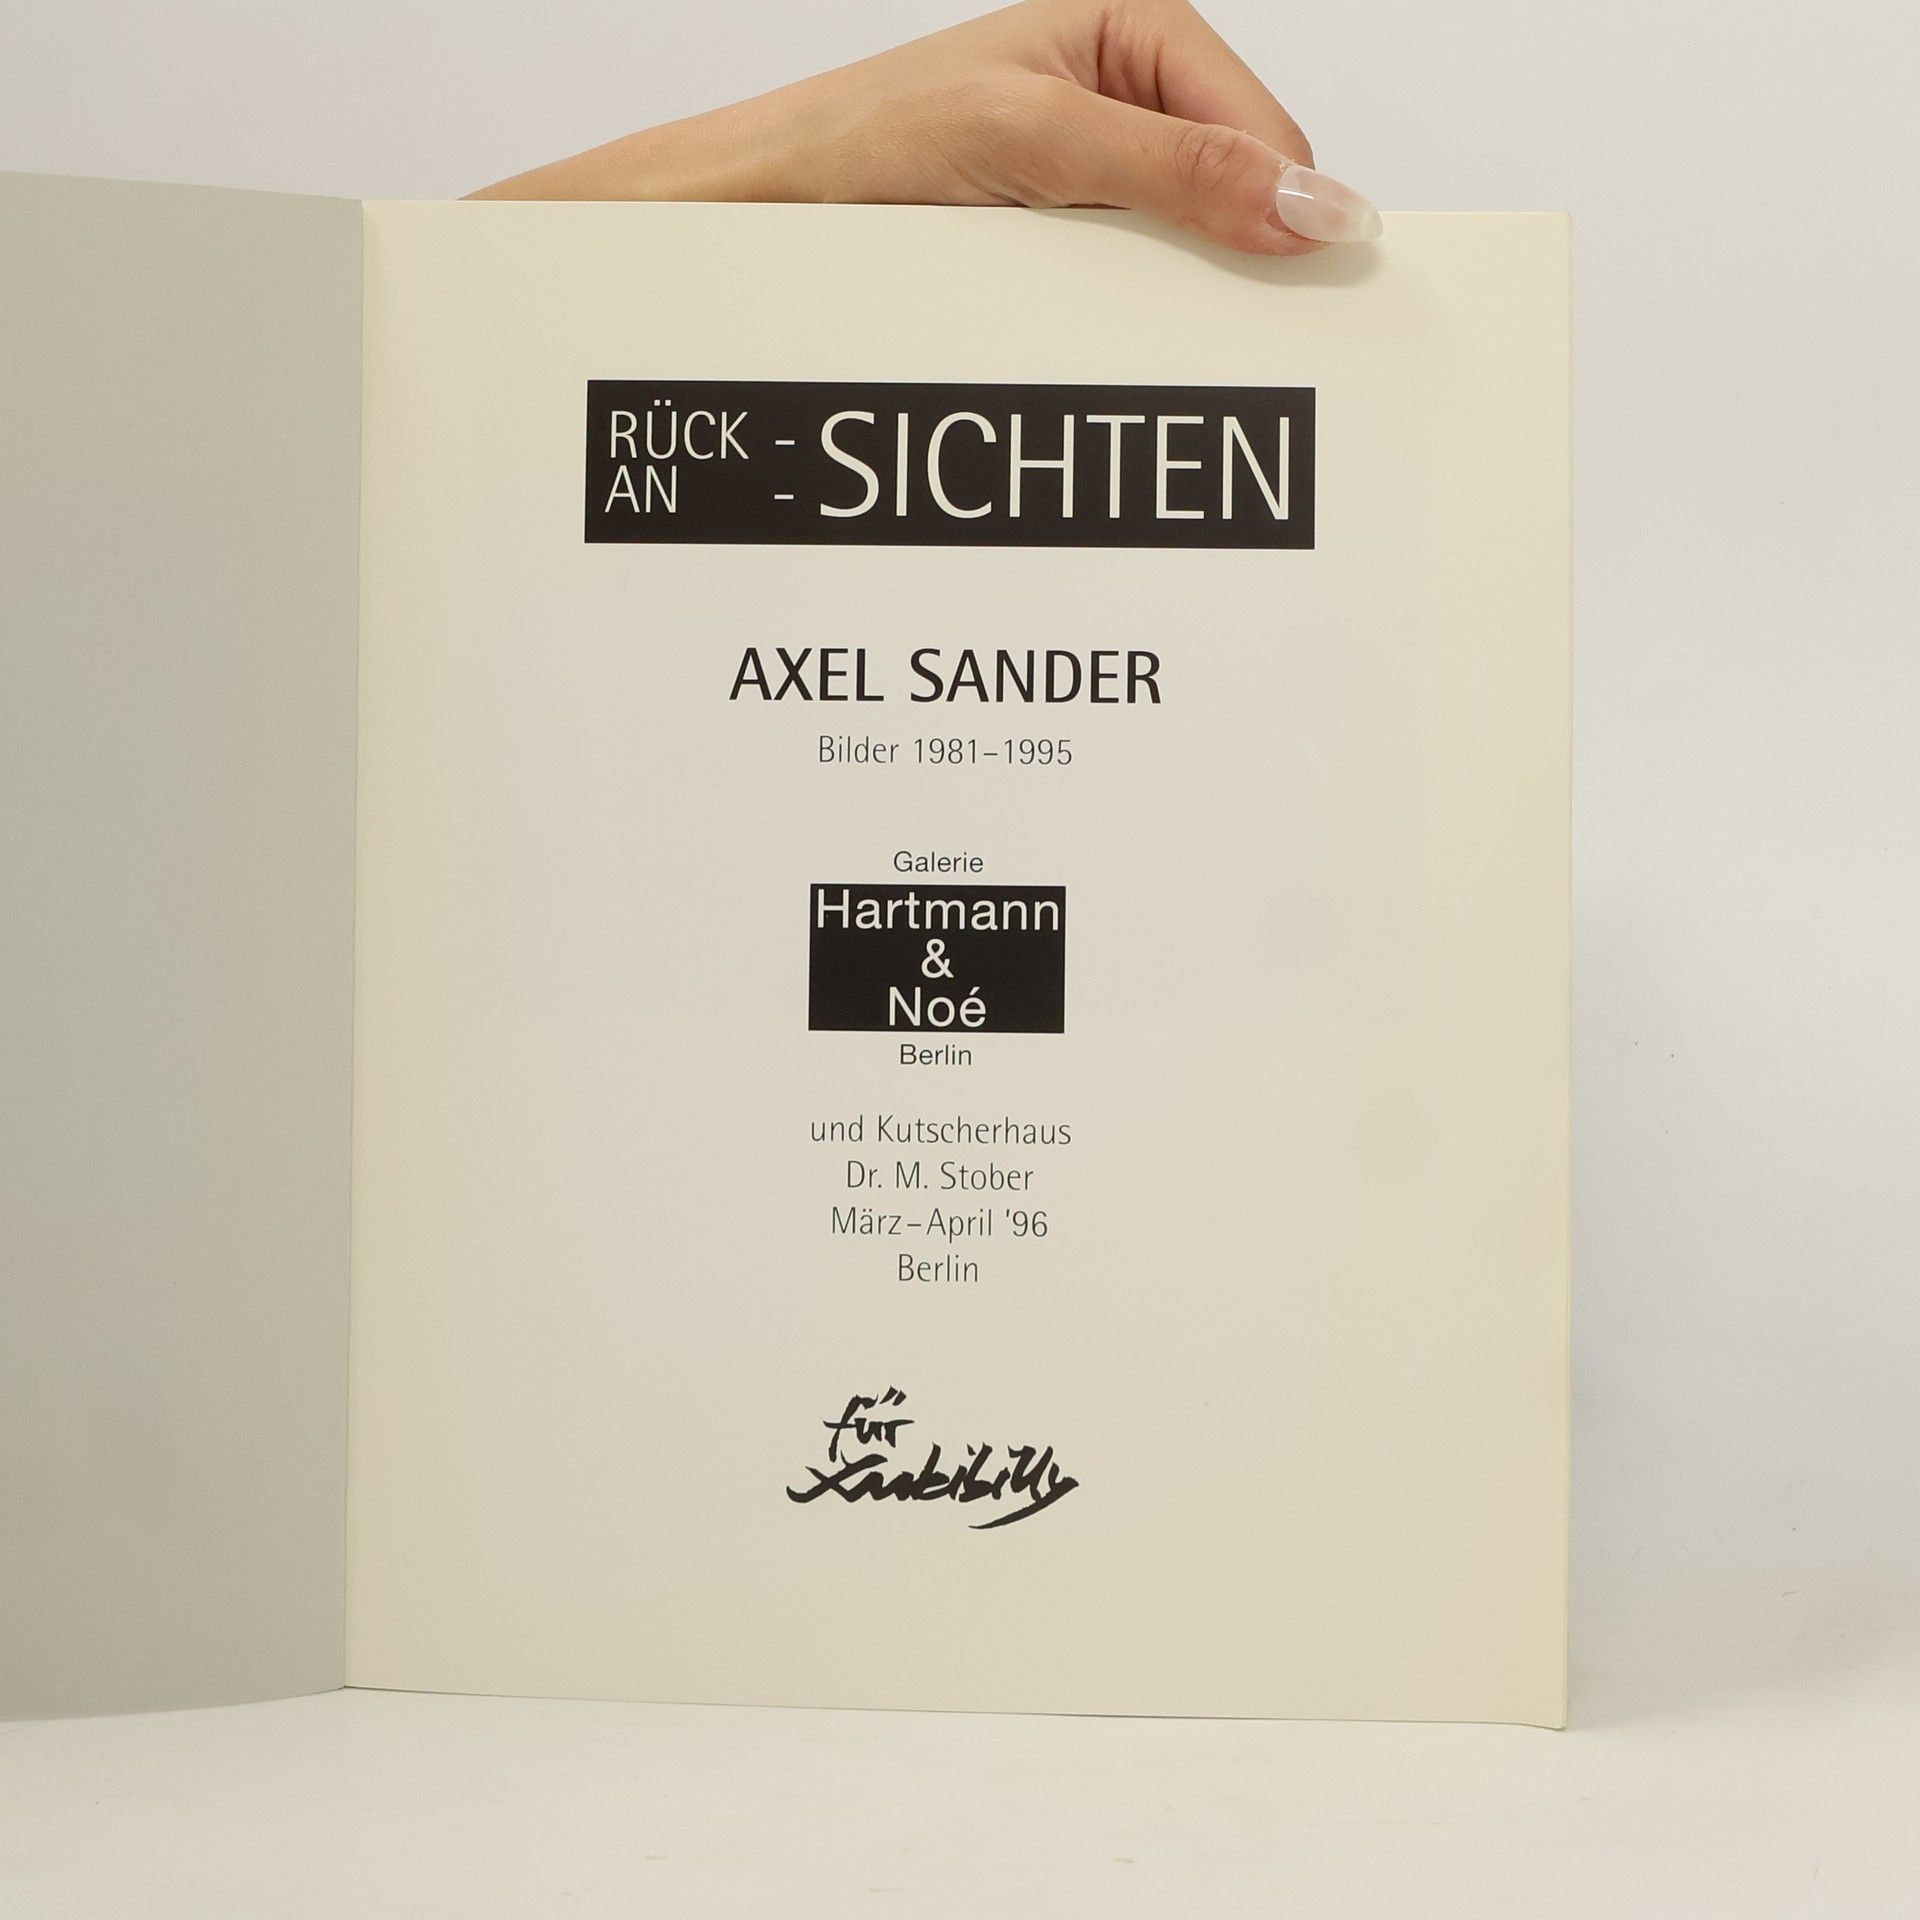 RÜCK - SICHTEN
AN -
AXEL SANDER
Bilder 1981–1995
Galerie
Hartmann
&
Noé
Berlin
und Kutscherhaus
Dr. M. Stober
März–April '96
Berlin
für